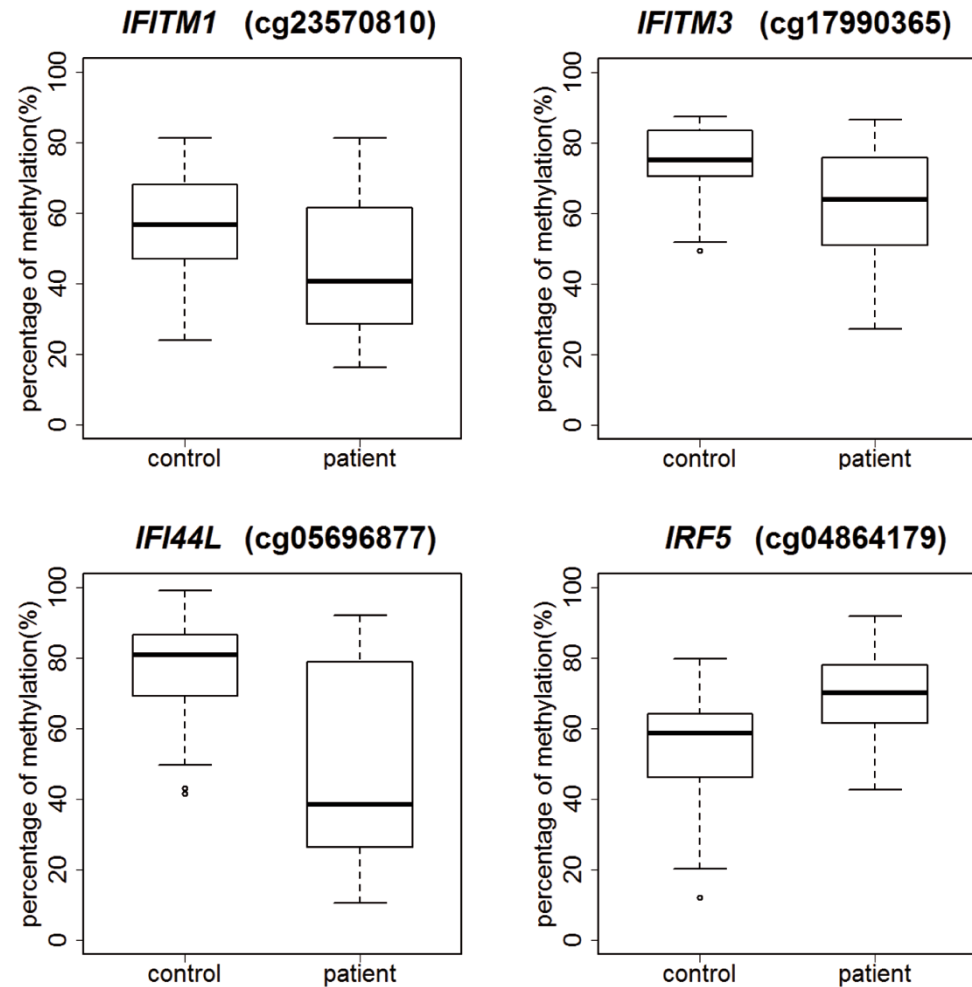 IFITM1 (cg23570810)
percentage of methylation(%)
100
80
60
40
20
0
control patient
IFITM3 (cg17990365)
percentage of methylation(%)
100
80
60
40
20
0
control patient
IFI44L (cg05696877)
percentage of methylation(%)
100
80
60
40
20
0
control patient
IRF5 (cg04864179)
percentage of methylation(%)
100
80
60
40
20
0
control patient